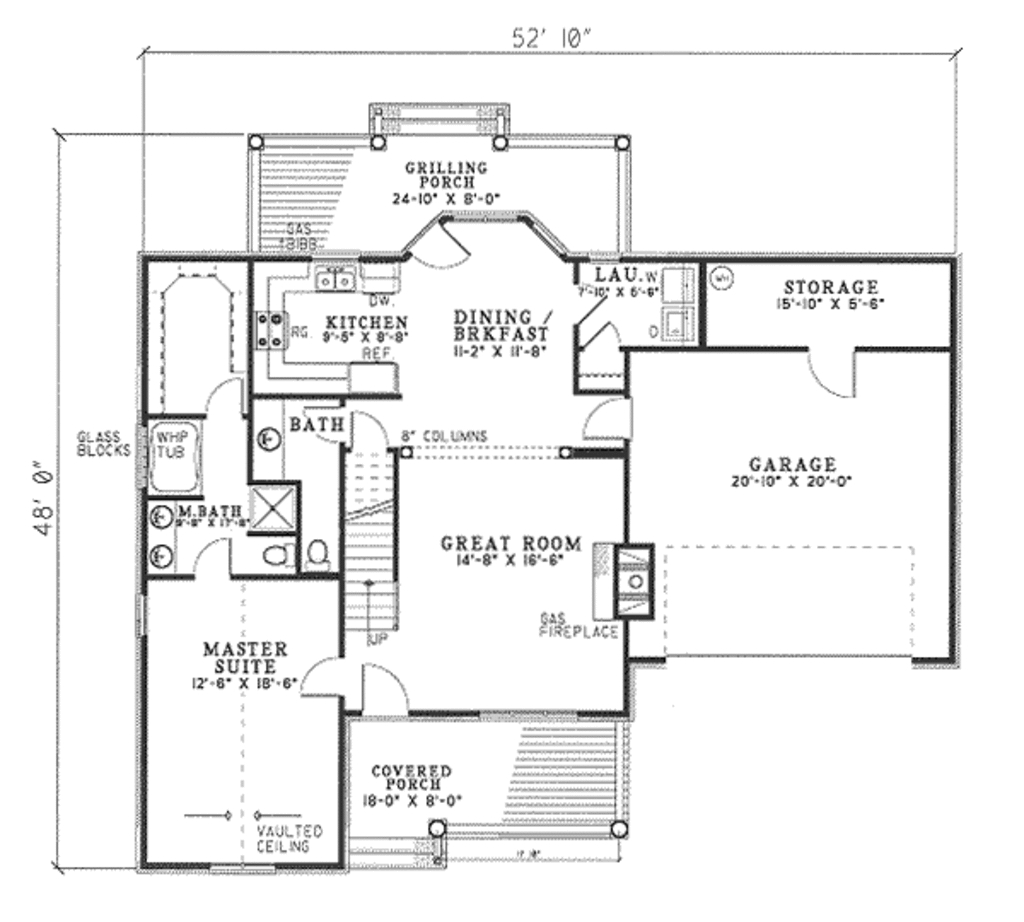 52' 10"
GRILLING
PORCH
24-10" X 8'-0"
GAS
BIBB
LAU. W
7'-10" X 5'-6"
D
WH
STORAGE
15'-10" X 5'-6"
DW.
KITCHEN
9'-5" X 8'-8"
RG.
REF.
DINING /
BRKFAST
11-2" X 11'-8"
BATH
8" COLUMNS
GLASS
BLOCKS
WHP
TUB
GARAGE
20'-10" X 20'-0"
48' 0"
M.BATH
9'-8" X 17'-8"
GREAT ROOM
14'-8" X 16'-6"
GAS
FIREPLACE
UP
MASTER
SUITE
12'-6" X 18'-6"
COVERED
PORCH
18-0" X 8'-0"
VAULTED
CEILING